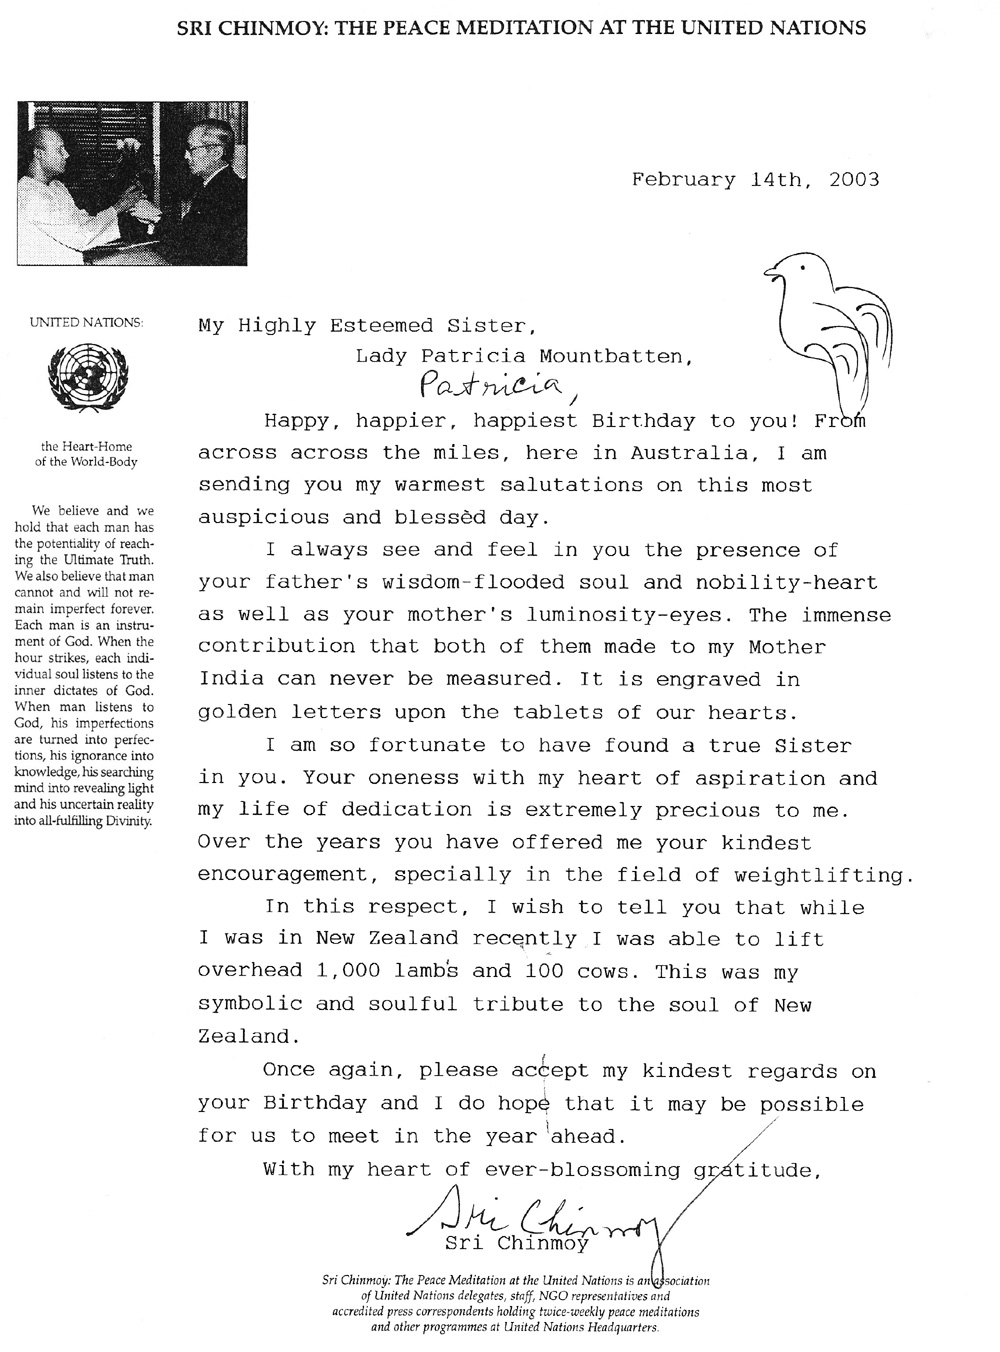 SRI CHINMOY: THE PEACE MEDITATION AT THE UNITED NATIONS
February 14th, 2003
UNITED NATIONS:
the Heart-Home
of the World-Body
We believe and we
hold that each man has
the potentiality of reach-
ing the Ultimate Truth.
We also believe that man
cannot and will not re-
main imperfect forever.
Each man is an instru-
ment of God. When the
hour strikes, each indi-
vidual soul listens to the
inner dictates of God.
When man listens to
God, his imperfections
are turned into perfec-
tions, his ignorance into
knowledge, his searching
mind into revealing light
and his uncertain reality
into all-fulfilling Divinity.
My Highly Esteemed Sister,
Lady Patricia Mountbatten,
Patricia,
Happy, happier, happiest Birthday to you! From
across across the miles, here in Australia, I am
sending you my warmest salutations on this most
auspicious and blessèd day.
I always see and feel in you the presence of
your father's wisdom-flooded soul and nobility-heart
as well as your mother's luminosity-eyes. The immense
contribution that both of them made to my Mother
India can never be measured. It is engraved in
golden letters upon the tablets of our hearts.
I am so fortunate to have found a true Sister
in you. Your oneness with my heart of aspiration and
my life of dedication is extremely precious to me.
Over the years you have offered me your kindest
encouragement, specially in the field of weightlifting.
In this respect, I wish to tell you that while
I was in New Zealand recently I was able to lift
overhead 1,000 lambs and 100 cows. This was my
symbolic and soulful tribute to the soul of New
Zealand.
Once again, please accept my kindest regards on
your Birthday and I do hope that it may be possible
for us to meet in the year ahead.
With my heart of ever-blossoming gratitude,
Sri Chinmoy
Sri Chinmoy
Sri Chinmoy: The Peace Meditation at the United Nations is an association
of United Nations delegates, staff, NGO representatives and
accredited press correspondents holding twice-weekly peace meditations
and other programmes at United Nations Headquarters.